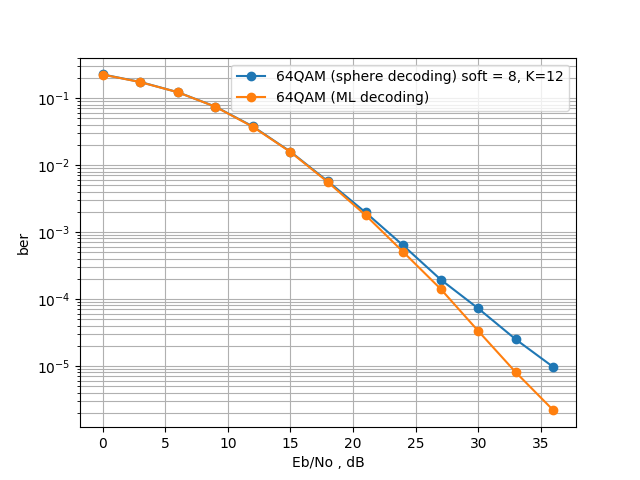 64QAM (sphere decoding) soft = 8, K=12
64QAM (ML decoding)
10⁻¹
10⁻²
10⁻³
10⁻⁴
10⁻⁵
ber
0 5 10 15 20 25 30 35
Eb/No , dB